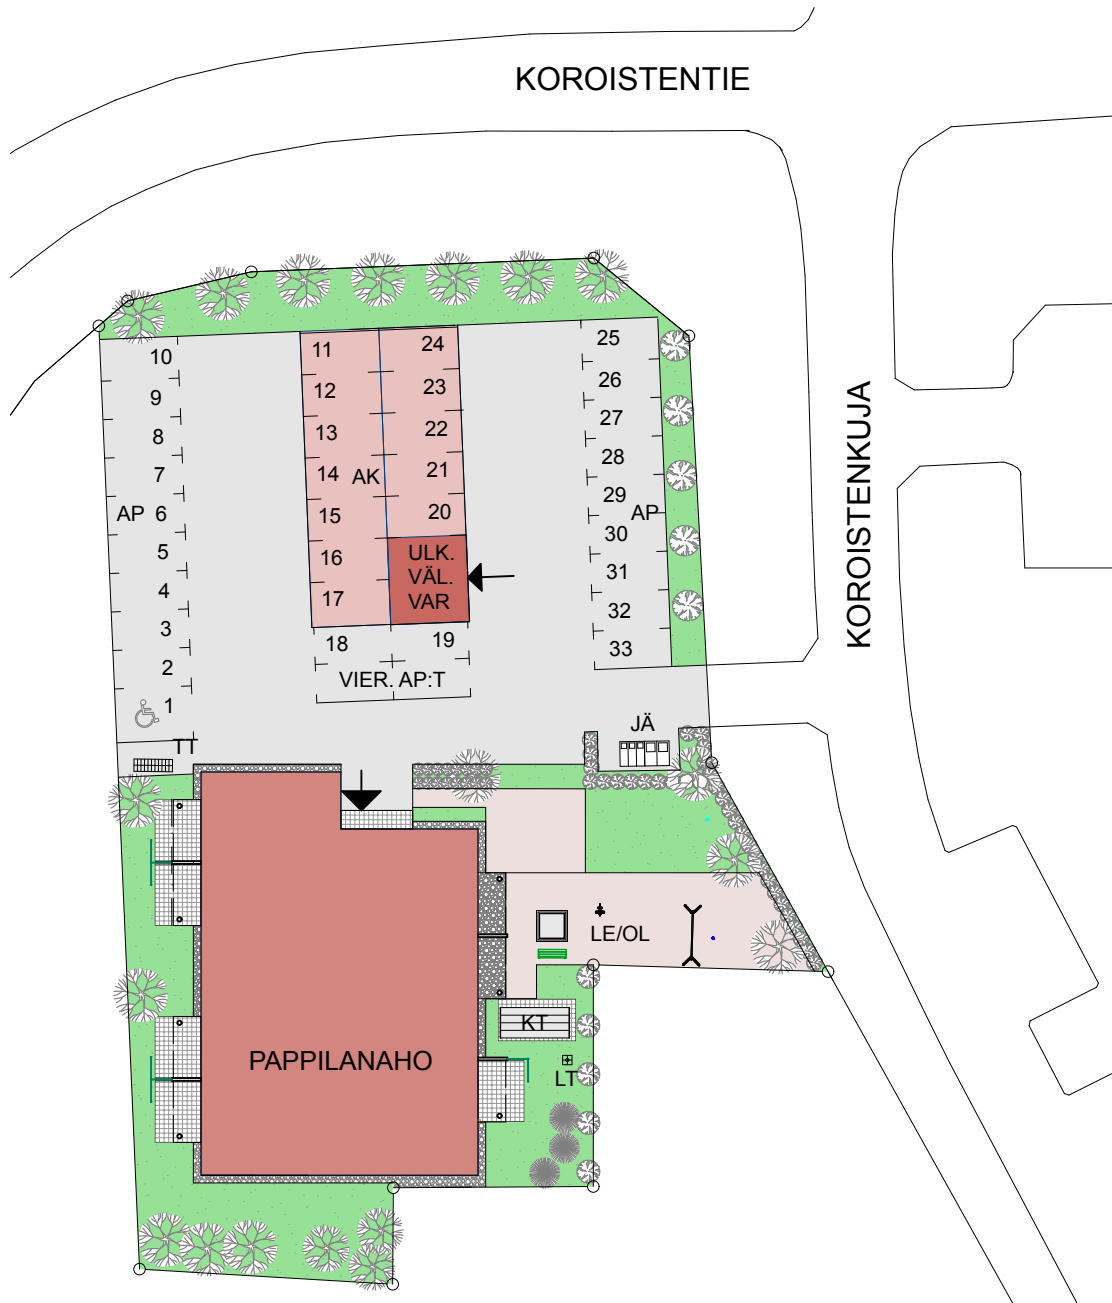 KOROISTENTIE
KOROISTENKUJA
10
9
8
7
AP 6
5
4
3
2
1
TT
11
12
13
14
15
16
17
AK
24
23
22
21
20
ULK.
VÄL.
VAR
18
19
VIER. AP:T
25
26
27
28
29
AP
30
31
32
33
JÄ
LE/OL
KT
LT
PAPPILANAHO